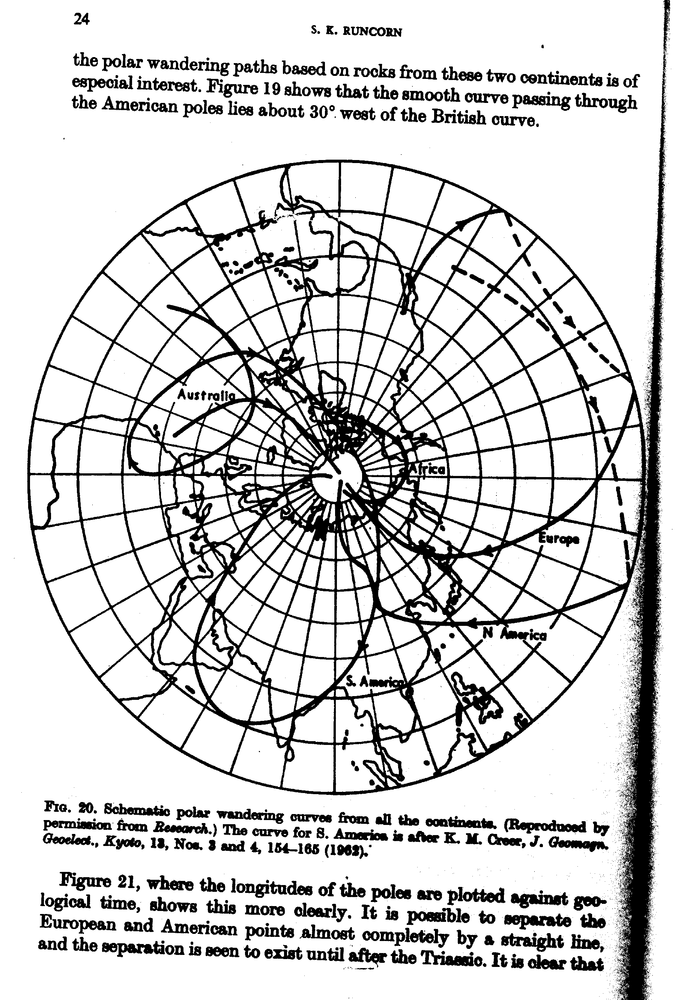 24
S. K. RUNCORN
the polar wandering paths based on rocks from these two continents is of
especial interest. Figure 19 shows that the smooth curve passing through
the American poles lies about 30° west of the British curve.
Australia
Africa
Europe
N America
S. America
FIG. 20. Schematic polar wandering curves from all the continents. (Reproduced by
permission from Research.) The curve for S. America is after K. M. Creer, J. Geomagn.
Geoelect., Kyoto, 13, Nos. 3 and 4, 154–165 (1962).
Figure 21, where the longitudes of the poles are plotted against geo-
logical time, shows this more clearly. It is possible to separate the
European and American points almost completely by a straight line,
and the separation is seen to exist until after the Triassic. It is clear that